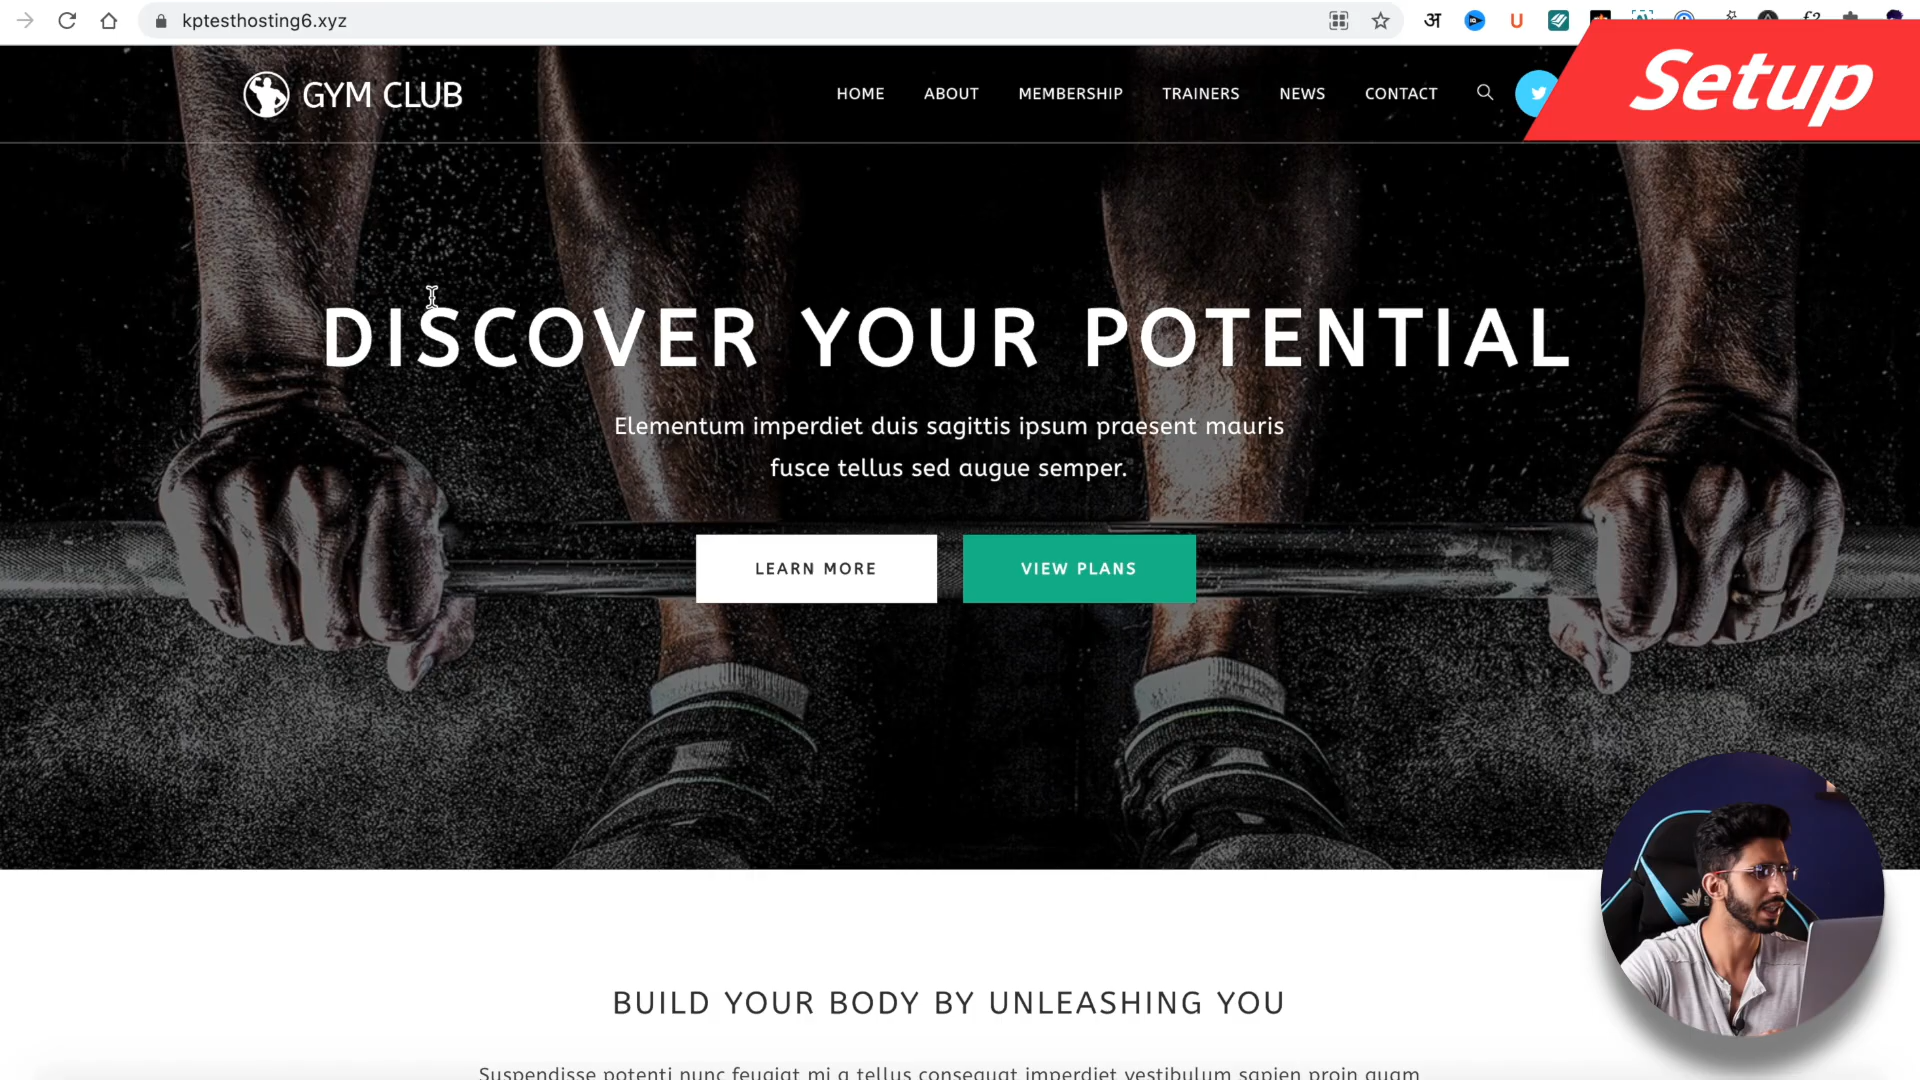 kptesthosting6.xyz
अ
U
Setup
GYM CLUB
HOME
ABOUT
MEMBERSHIP
TRAINERS
NEWS
CONTACT
DISCOVER YOUR POTENTIAL
Elementum imperdiet duis sagittis ipsum praesent mauris
fusce tellus sed augue semper.
LEARN MORE
VIEW PLANS
BUILD YOUR BODY BY UNLEASHING YOU
Suspendisse potenti nunc feugiat mi a tellus consequat imperdiet vestibulum sapien proin quam